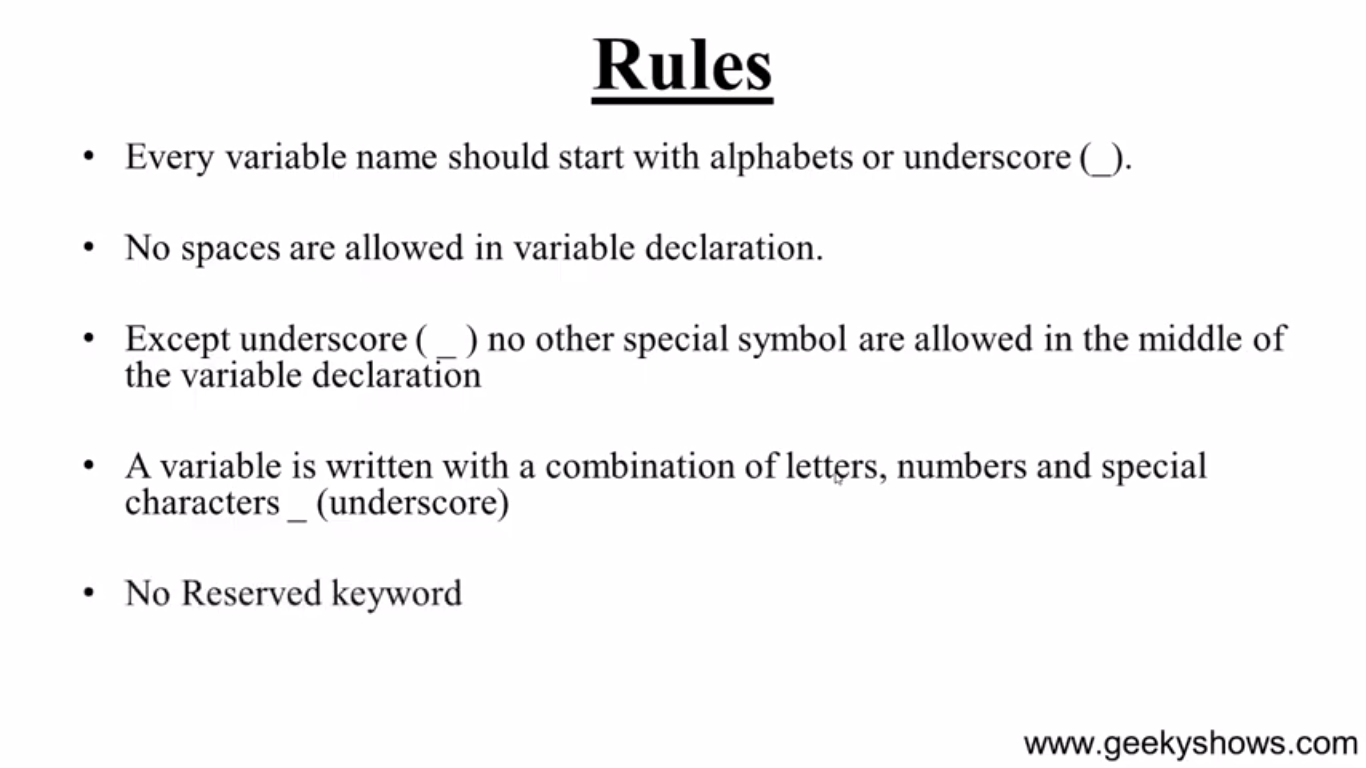 Rules
• Every variable name should start with alphabets or underscore (_).
• No spaces are allowed in variable declaration.
• Except underscore ( _ ) no other special symbol are allowed in the middle of
the variable declaration
• A variable is written with a combination of letters, numbers and special
characters _ (underscore)
• No Reserved keyword
www.geekyshows.com